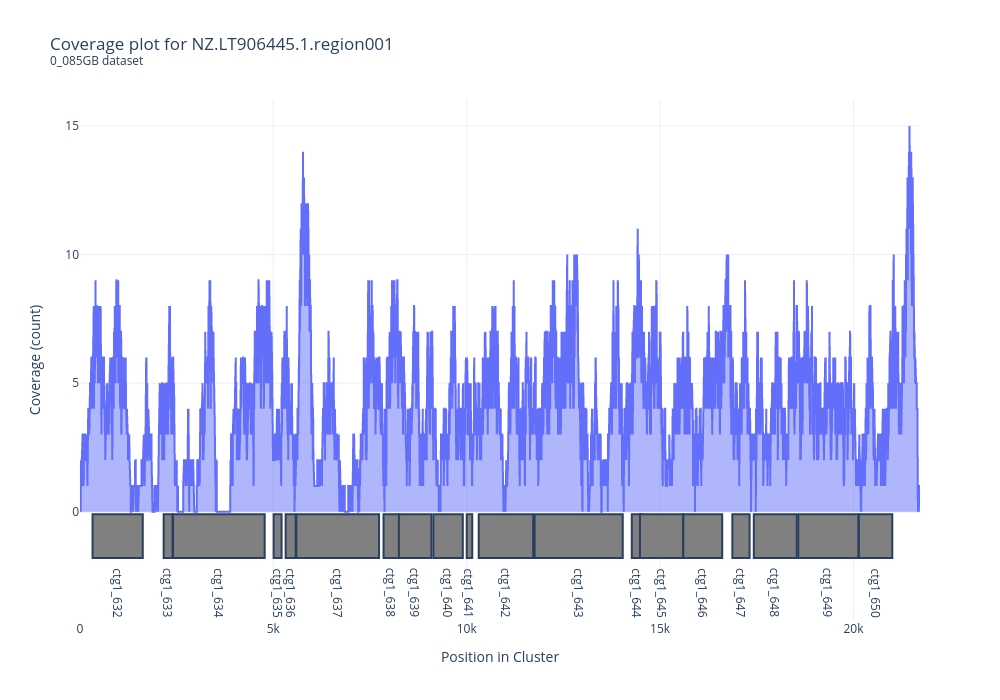 Coverage plot for NZ.LT906445.1.region001
0_085GB dataset
15
10
5
0
Coverage (count)
ctg1_632
ctg1_633
ctg1_634
ctg1_635
ctg1_636
ctg1_637
ctg1_638
ctg1_639
ctg1_640
ctg1_641
ctg1_642
ctg1_643
ctg1_644
ctg1_645
ctg1_646
ctg1_647
ctg1_648
ctg1_649
ctg1_650
0
5k
10k
15k
20k
Position in Cluster